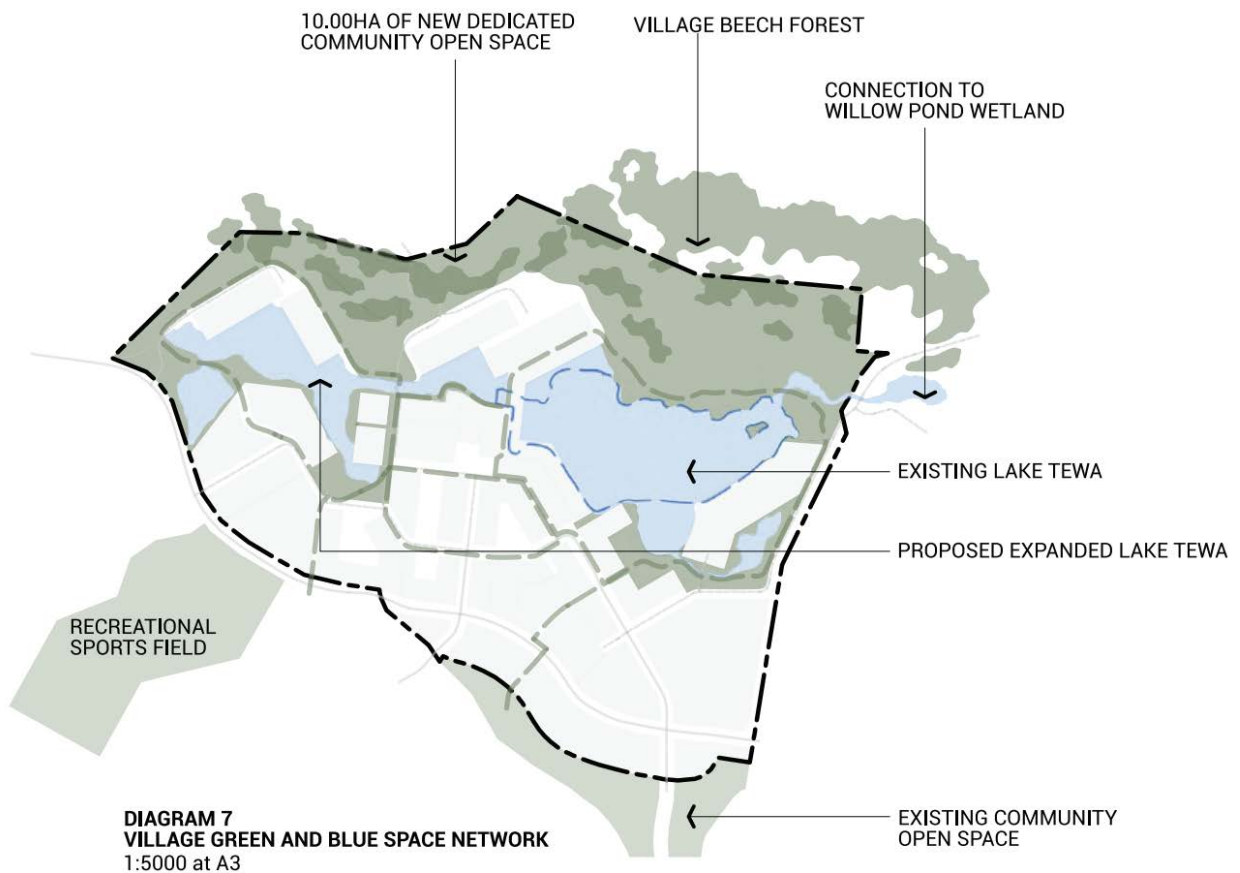 10.00HA OF NEW DEDICATED
COMMUNITY OPEN SPACE
VILLAGE BEECH FOREST
CONNECTION TO
WILLOW POND WETLAND
EXISTING LAKE TEWA
PROPOSED EXPANDED LAKE TEWA
RECREATIONAL
SPORTS FIELD
EXISTING COMMUNITY
OPEN SPACE
DIAGRAM 7
VILLAGE GREEN AND BLUE SPACE NETWORK
1:5000 at A3